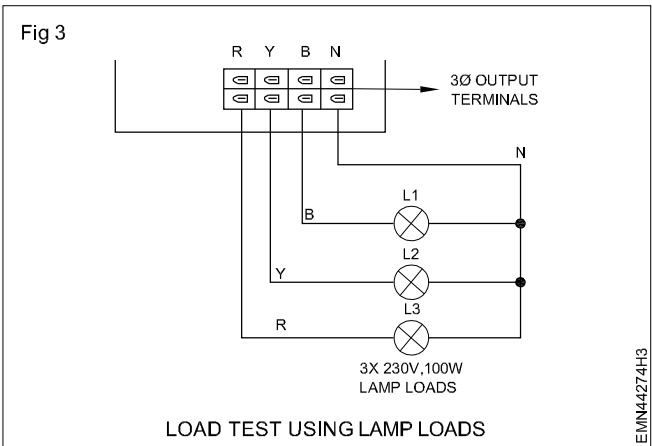 Fig 3
R Y B N
3Ø OUTPUT
TERMINALS
N
L1
B
L2
Y
L3
R
3X 230V,100W
LAMP LOADS
LOAD TEST USING LAMP LOADS
EMN44274H3